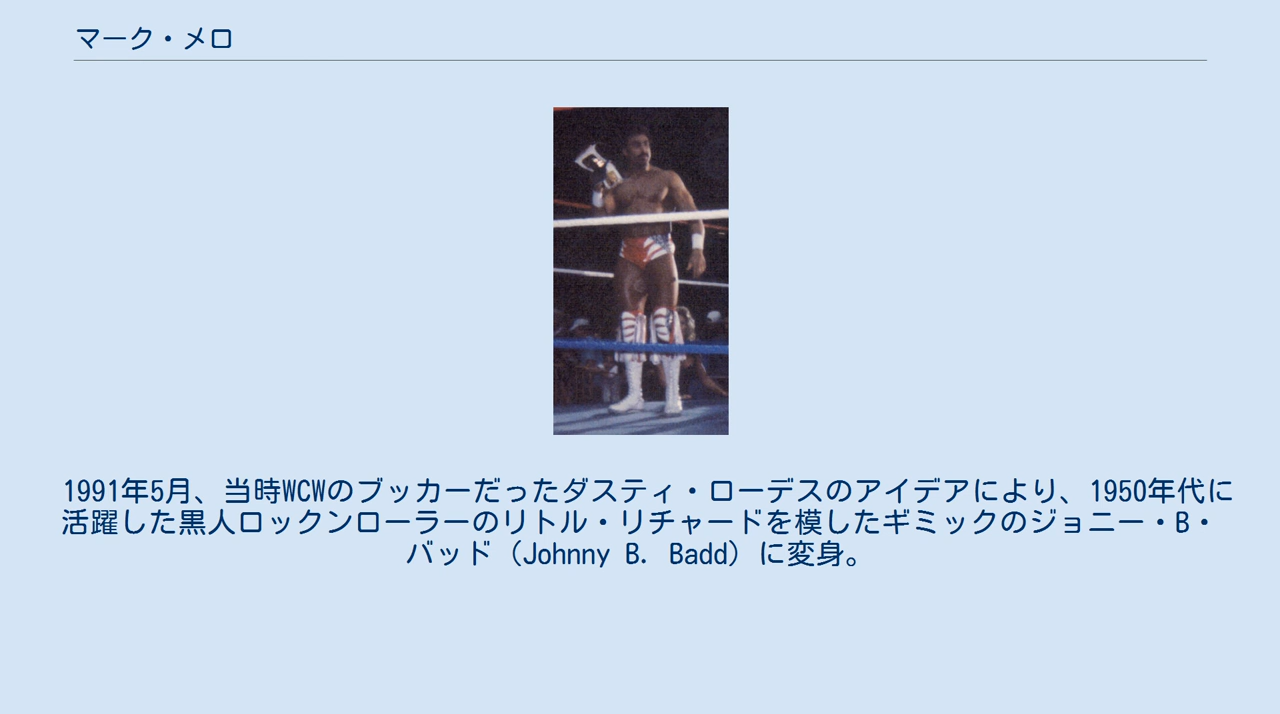 マーク・メロ
1991年5月、当時WCWのブッカーだったダスティ・ローデスのアイデアにより、1950年代に
活躍した黒人ロックンローラーのリトル・リチャードを模したギミックのジョニー・B・
バッド（Johnny B. Badd）に変身。